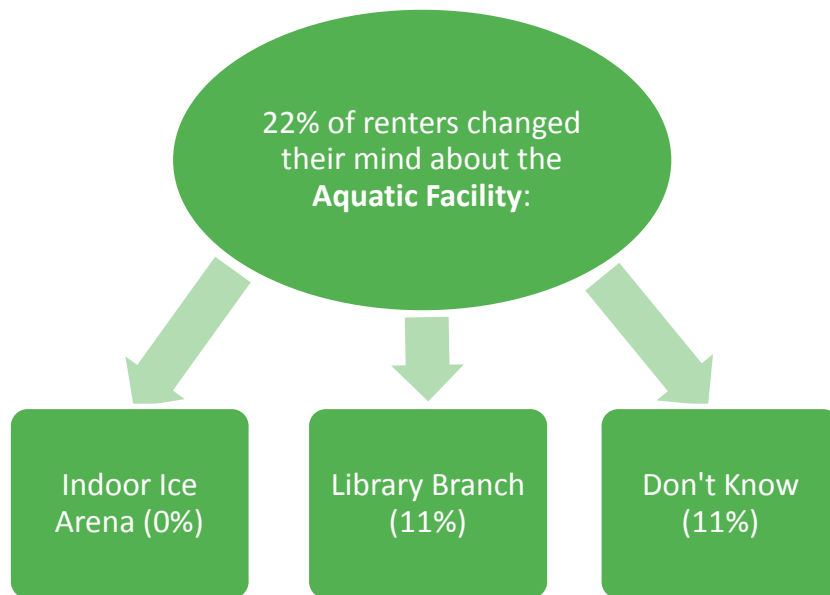 22% of renters changed
their mind about the
Aquatic Facility:
Indoor Ice
Arena (0%)
Library Branch
(11%)
Don't Know
(11%)